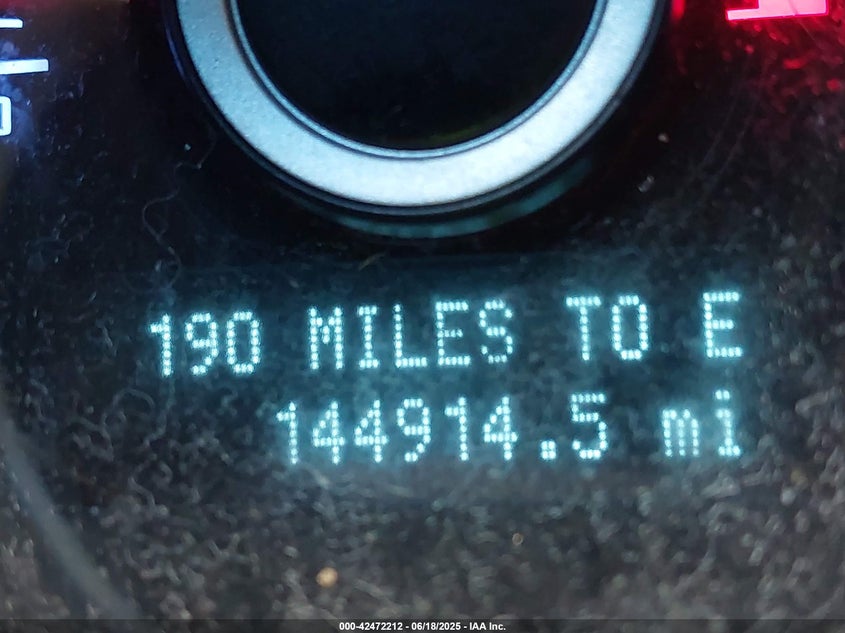 190 MILES TO E
144914.5 mi
000-42472212 - 06/18/2025 - IAA Inc.